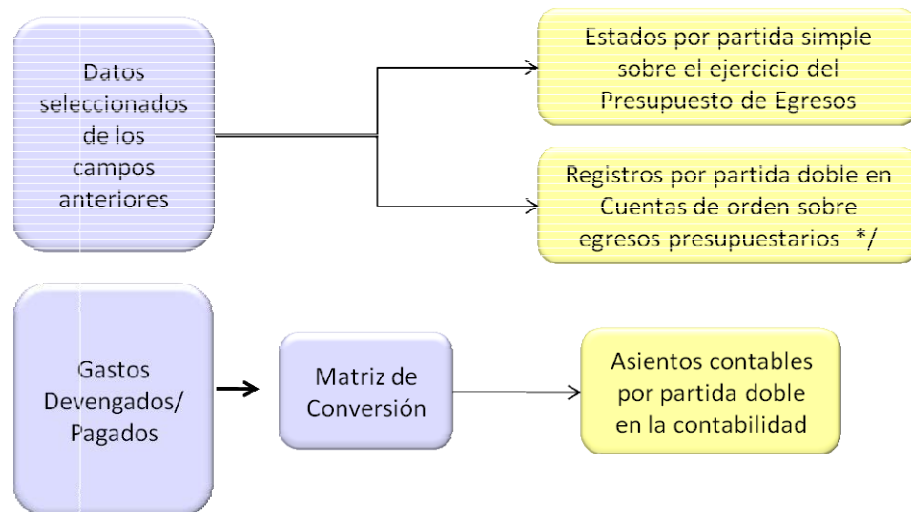 Datos
seleccionados
de los
campos
anteriores
Estados por partida simple
sobre el ejercicio del
Presupuesto de Egresos
Registros por partida doble en
Cuentas de orden sobre
egresos presupuestarios */
Gastos
Devengados/
Pagados
Matriz de
Conversión
Asientos contables
por partida doble
en la contabilidad